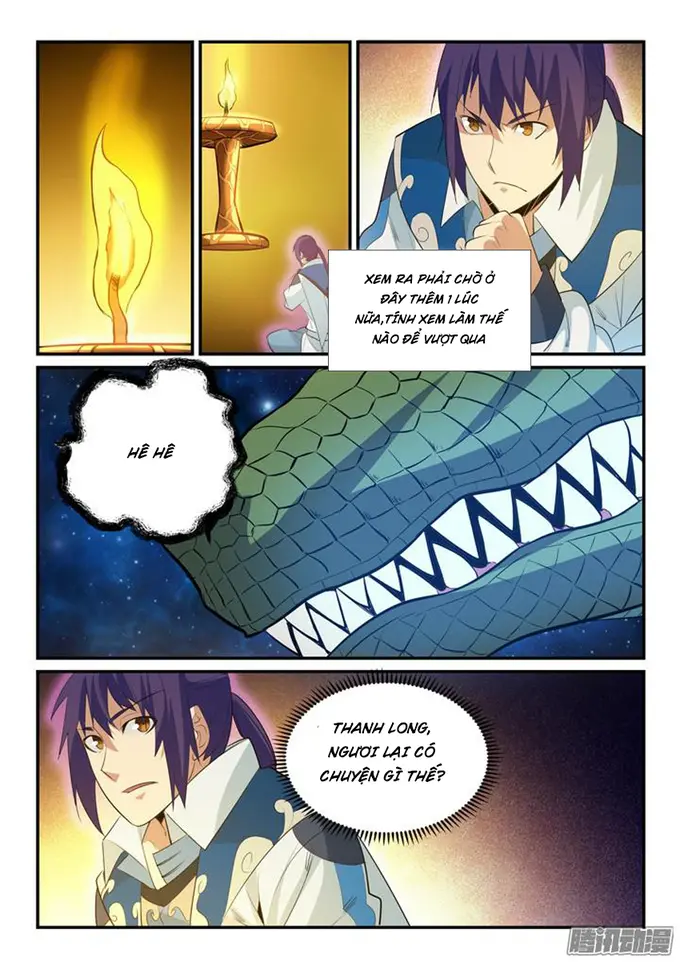 XEM RA PHẢI CHỜ Ở
ĐÂY THÊM 1 LÚC
NỮA,TÍNH XEM LÀM THẾ
NÀO ĐỂ VƯỢT QUA
HÊ HÊ
THANH LONG,
NGƯƠI LẠI CÓ
CHUYỆN GÌ THẾ?
腾讯动漫